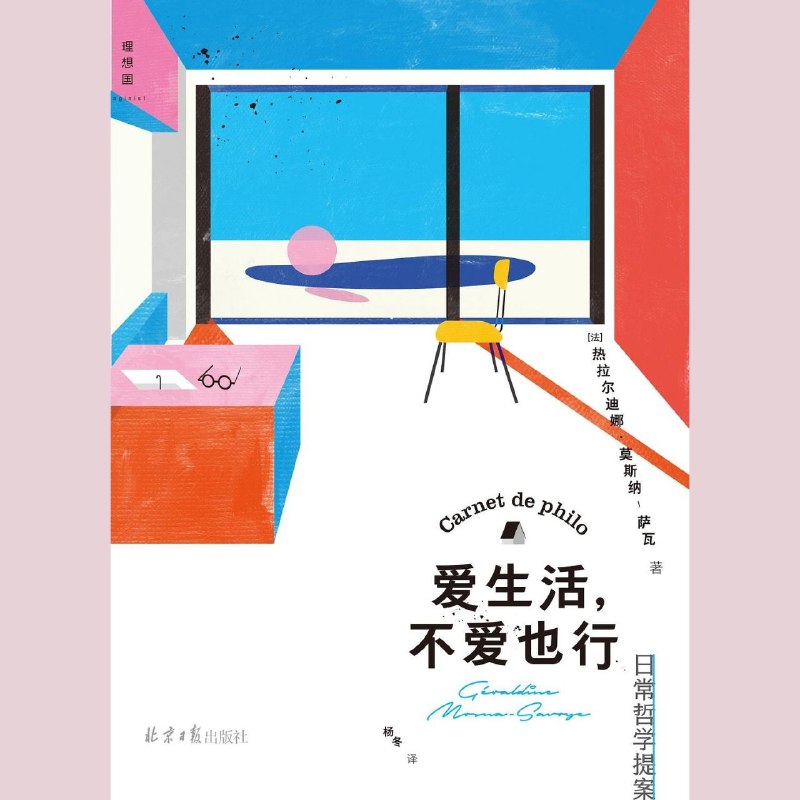 理想国
[法]
热拉尔迪娜·莫斯纳-萨瓦
著
Carnet de philo
爱生活,
不爱也行
Géraldine
Mosna-Savoye
日常哲学提案
北京日报出版社
杨冬
译